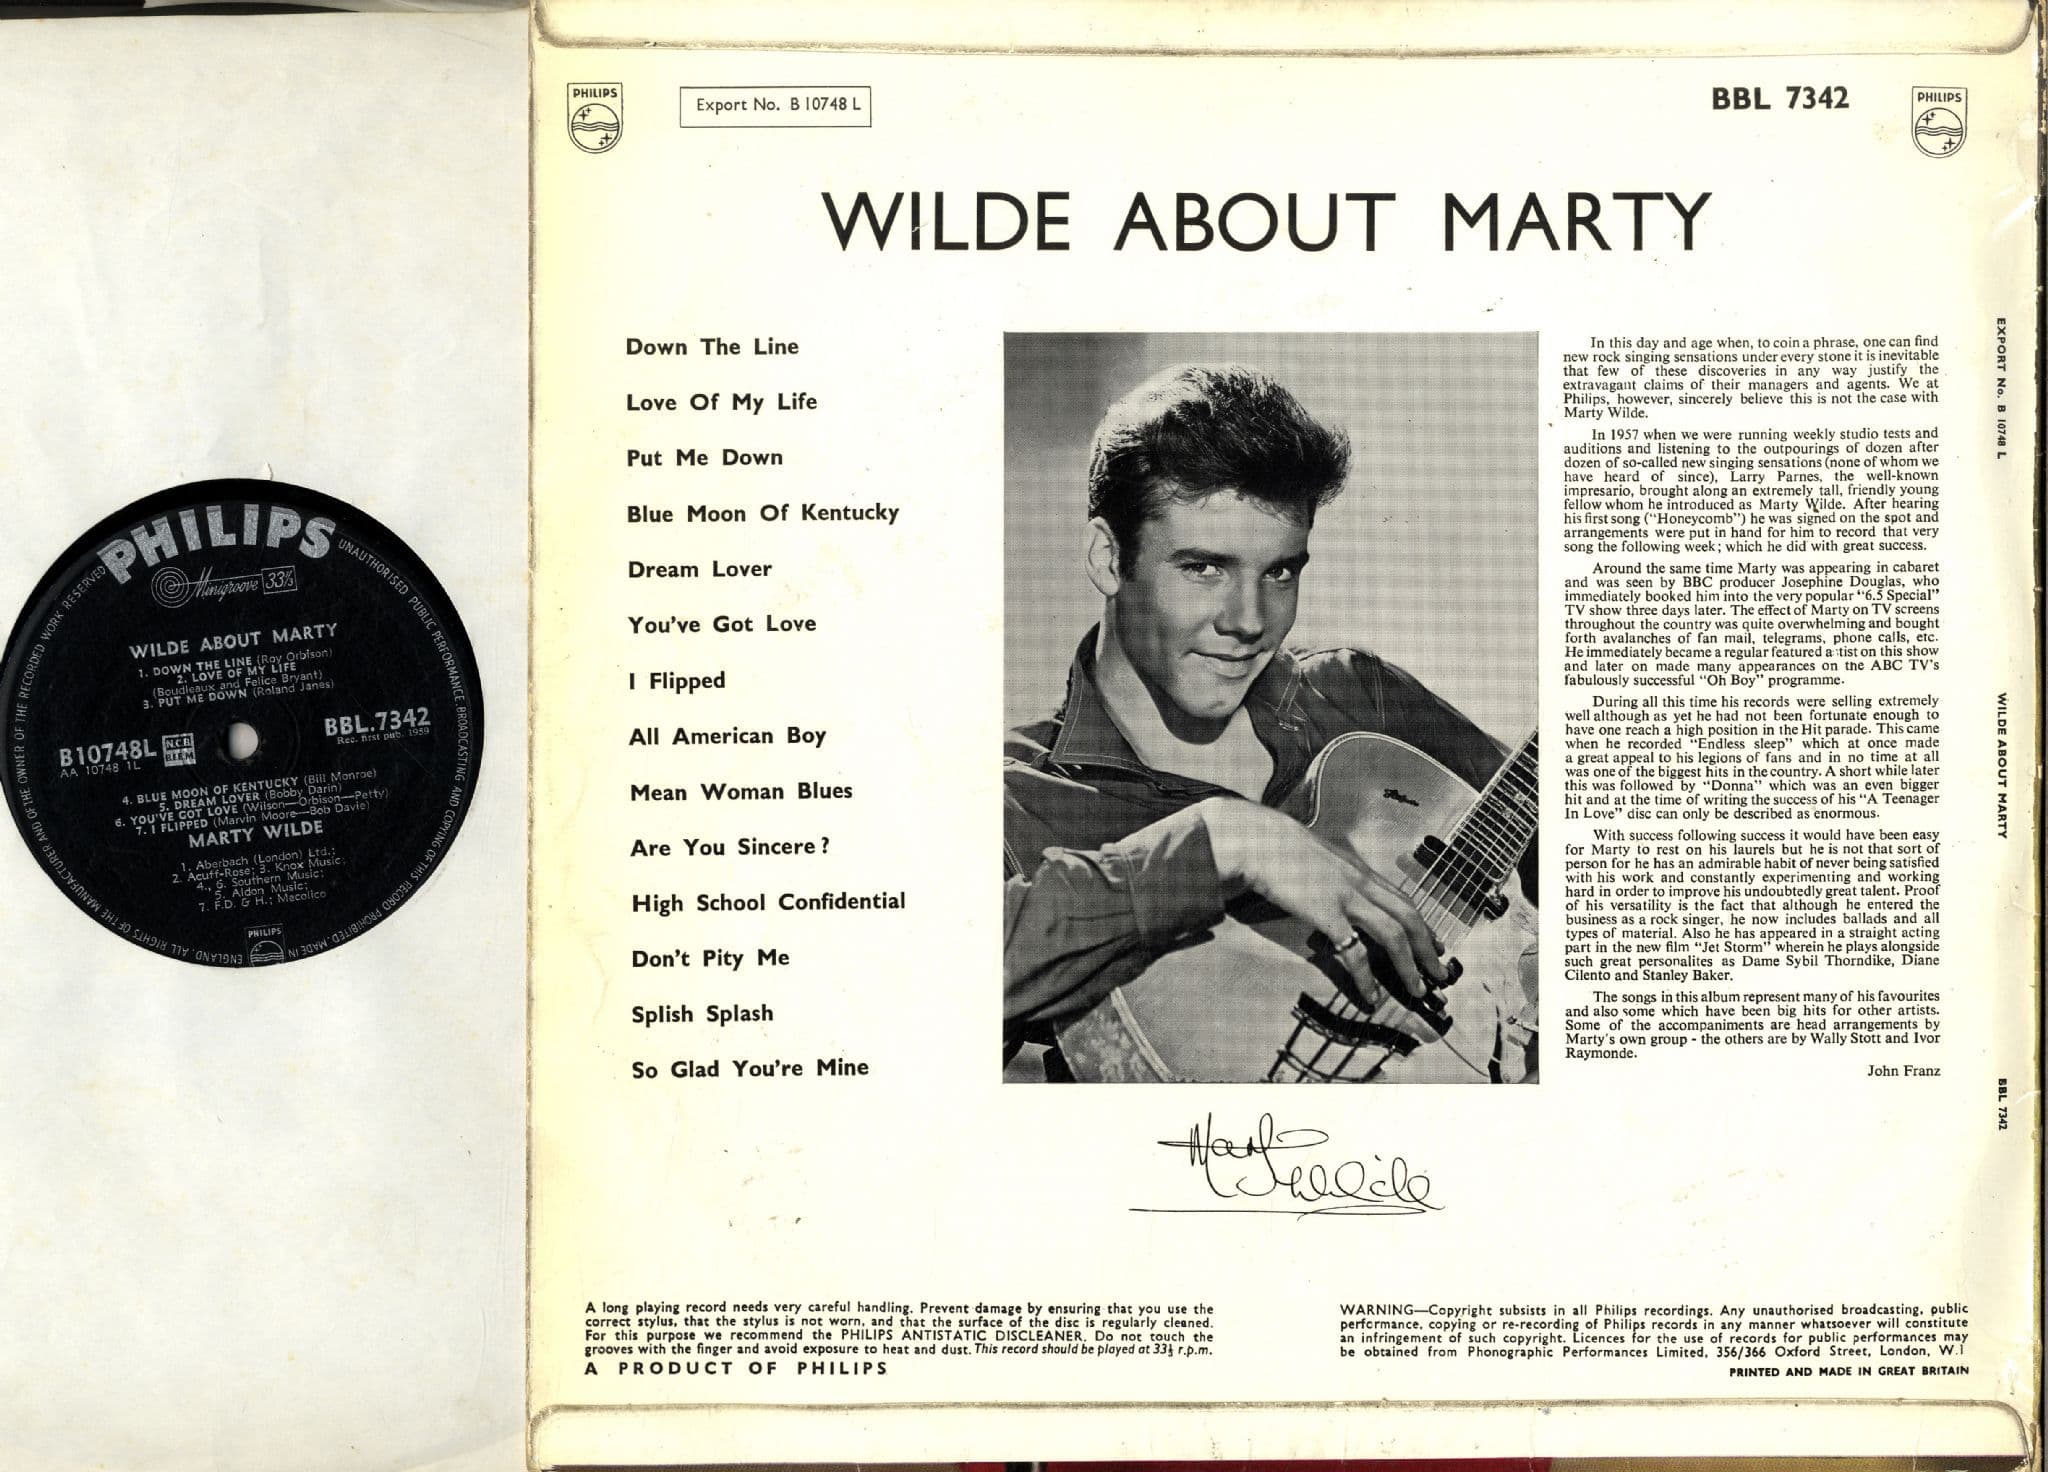 PHILIPS
Minigroove 33⅓
UNAUTHORISED PUBLIC PERFORMANCE, BROADCASTING AND COPYING OF THIS RECORD PROHIBITED. MADE IN ENGLAND. ALL RIGHTS OF THE MANUFACTURER AND OF THE OWNER OF THE RECORDED WORK RESERVED
WILDE ABOUT MARTY
1. DOWN THE LINE (Roy Orbison)
2. LOVE OF MY LIFE
(Boudleaux and Felice Bryant)
3. PUT ME DOWN (Roland Janes)
BBL.7342
Rec. first pub. 1959
B10748L
N.C.B.
B.I.E.M
AA 10748 1L
4. BLUE MOON OF KENTUCKY (Bill Monroe)
5. DREAM LOVER (Bobby Darin)
6. YOU'VE GOT LOVE (Wilson—Orbison—Petty)
7. I FLIPPED (Marvin Moore—Bob Davie)
MARTY WILDE
1. Aberbach (London) Ltd.;
2. Acuff-Rose; 3. Knox Music;
4., 6. Southern Music;
5. Aldon Music;
7. F.D. & H.; Mecolico
PHILIPS
PHILIPS
Export No. B 10748 L
BBL 7342
PHILIPS
WILDE ABOUT MARTY
Down The Line
Love Of My Life
Put Me Down
Blue Moon Of Kentucky
Dream Lover
You've Got Love
I Flipped
All American Boy
Mean Woman Blues
Are You Sincere?
High School Confidential
Don't Pity Me
Splish Splash
So Glad You're Mine
In this day and age when, to coin a phrase, one can find
new rock singing sensations under every stone it is inevitable
that few of these discoveries in any way justify the
extravagant claims of their managers and agents. We at
Philips, however, sincerely believe this is not the case with
Marty Wilde.
In 1957 when we were running weekly studio tests and
auditions and listening to the outpourings of dozen after
dozen of so-called new singing sensations (none of whom we
have heard of since), Larry Parnes, the well-known
impresario, brought along an extremely tall, friendly young
fellow whom he introduced as Marty Wilde. After hearing
his first song ("Honeycomb") he was signed on the spot and
arrangements were put in hand for him to record that very
song the following week; which he did with great success.
Around the same time Marty was appearing in cabaret
and was seen by BBC producer Josephine Douglas, who
immediately booked him into the very popular "6.5 Special"
TV show three days later. The effect of Marty on TV screens
throughout the country was quite overwhelming and bought
forth avalanches of fan mail, telegrams, phone calls, etc.
He immediately became a regular featured artist on this show
and later on made many appearances on the ABC TV's
fabulously successful "Oh Boy" programme.
During all this time his records were selling extremely
well although as yet he had not been fortunate enough to
have one reach a high position in the Hit parade. This came
when he recorded "Endless sleep" which at once made
a great appeal to his legions of fans and in no time at all
was one of the biggest hits in the country. A short while later
this was followed by "Donna" which was an even bigger
hit and at the time of writing the success of his "A Teenager
In Love" disc can only be described as enormous.
With success following success it would have been easy
for Marty to rest on his laurels but he is not that sort of
person for he has an admirable habit of never being satisfied
with his work and constantly experimenting and working
hard in order to improve his undoubtedly great talent. Proof
of his versatility is the fact that although he entered the
business as a rock singer, he now includes ballads and all
types of material. Also he has appeared in a straight acting
part in the new film "Jet Storm" wherein he plays alongside
such great personalites as Dame Sybil Thorndike, Diane
Cilento and Stanley Baker.
The songs in this album represent many of his favourites
and also some which have been big hits for other artists.
Some of the accompaniments are head arrangements by
Marty's own group - the others are by Wally Stott and Ivor
Raymonde.
John Franz
Marty Wilde
A long playing record needs very careful handling. Prevent damage by ensuring that you use the
correct stylus, that the stylus is not worn, and that the surface of the disc is regularly cleaned.
For this purpose we recommend the PHILIPS ANTISTATIC DISCLEANER. Do not touch the
grooves with the finger and avoid exposure to heat and dust. This record should be played at 33⅓ r.p.m.
A PRODUCT OF PHILIPS
WARNING—Copyright subsists in all Philips recordings. Any unauthorised broadcasting, public
performance, copying or re-recording of Philips records in any manner whatsoever will constitute
an infringement of such copyright. Licences for the use of records for public performances may
be obtained from Phonographic Performances Limited, 356/366 Oxford Street, London, W.1
PRINTED AND MADE IN GREAT BRITAIN
EXPORT No. B 10748 L
WILDE ABOUT MARTY
BBL 7342